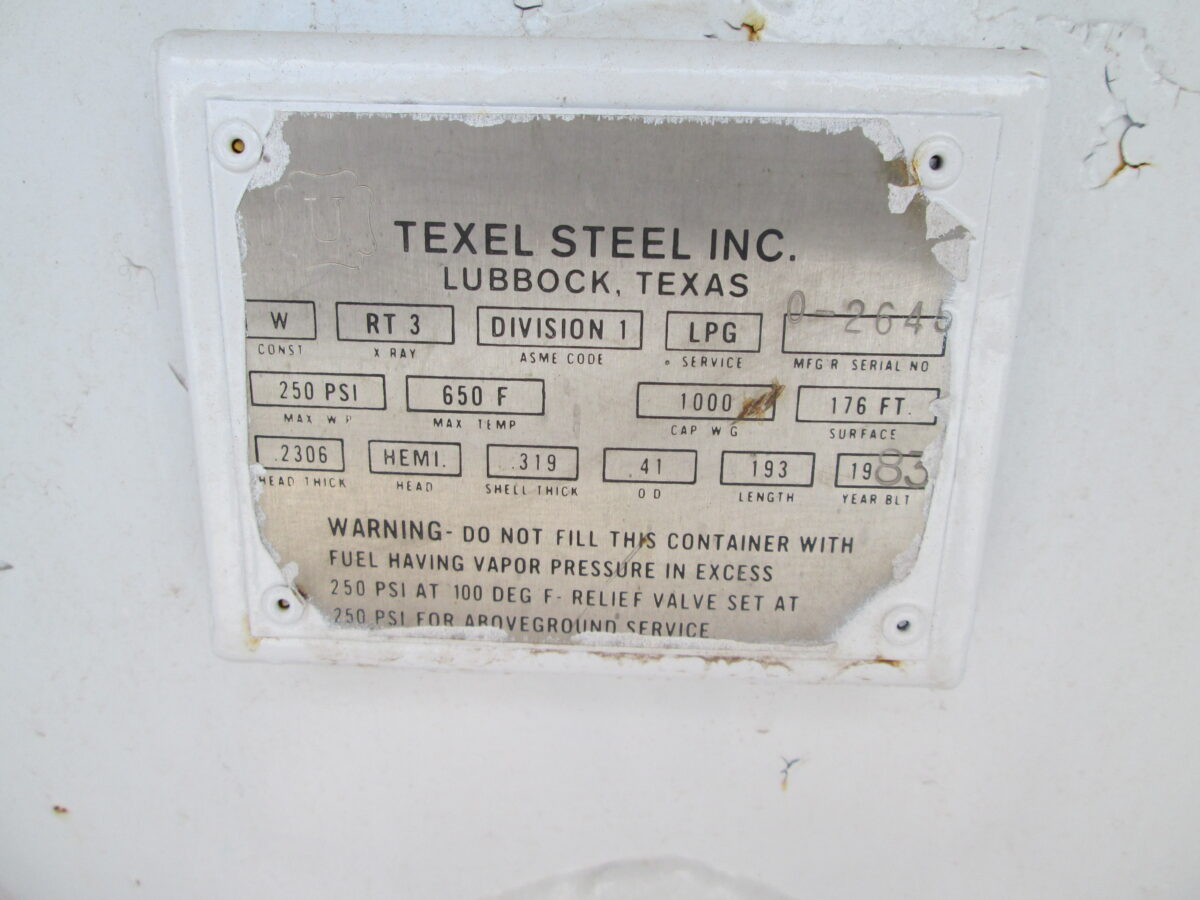 U
TEXEL STEEL INC.
LUBBOCK, TEXAS
W RT 3 DIVISION 1 LPG 0-2645
CONST X RAY ASME CODE SERVICE MFG'R SERIAL NO
250 PSI 650 F 1000 176 FT.
MAX W P MAX TEMP CAP W G SURFACE
.2306 HEMI. .319 41 193 1983
HEAD THICK HEAD SHELL THICK O D LENGTH YEAR BLT
WARNING- DO NOT FILL THIS CONTAINER WITH
FUEL HAVING VAPOR PRESSURE IN EXCESS
250 PSI AT 100 DEG F- RELIEF VALVE SET AT
250 PSI FOR ABOVEGROUND SERVICE